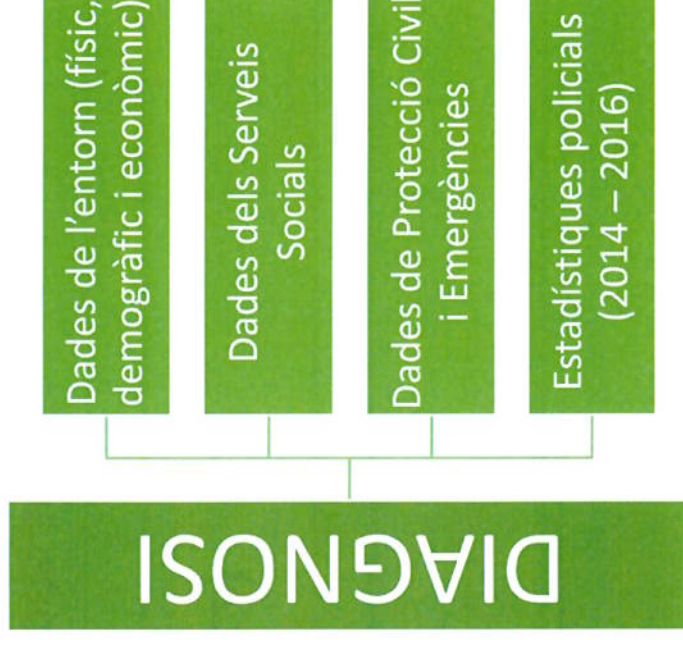 DIAGNOSI
Dades de l'entorn (físic,
demogràfic i econòmic)
Dades dels Serveis
Socials
Dades de Protecció Civil
i Emergències
Estadístiques policials
(2014 – 2016)